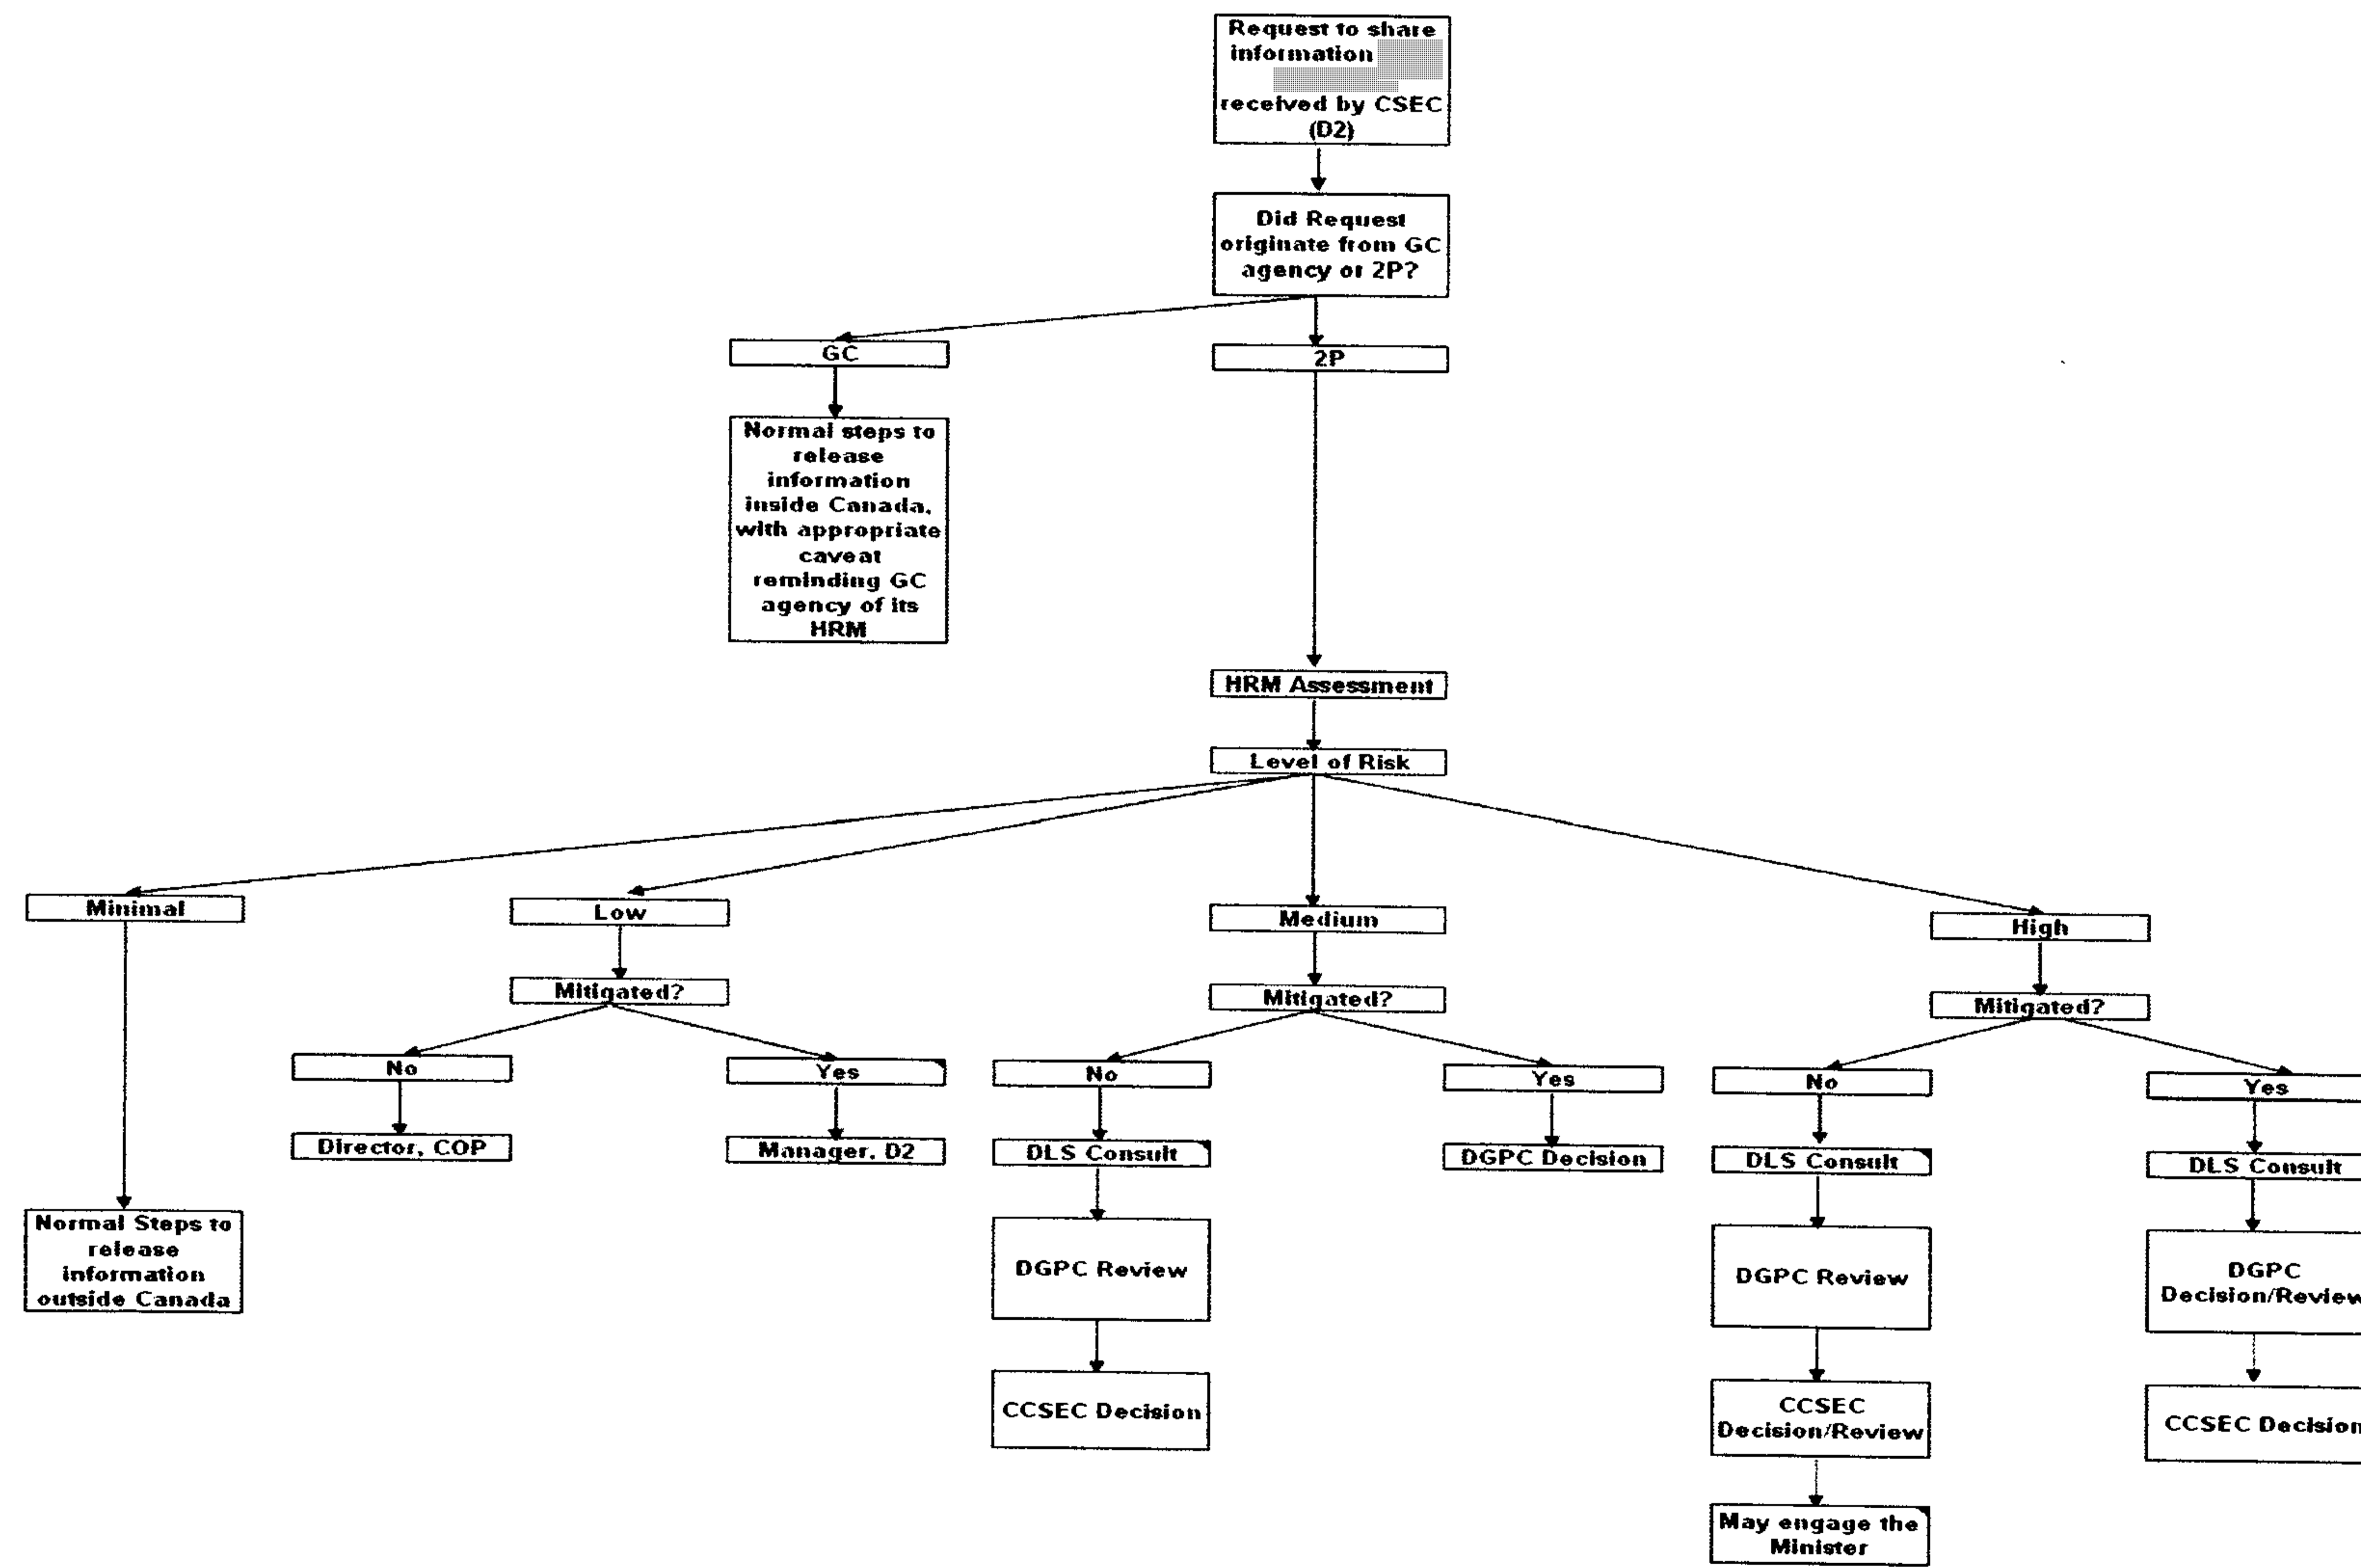 Request to share
information
received by CSEC
(D2)
Did Request
originate from GC
agency or 2P?
GC
2P
Normal steps to
release
information
inside Canada,
with appropriate
caveat
reminding GC
agency of its
HRM
HRM Assessment
Level of Risk
Minimal
Low
Medium
High
Mitigated?
Mitigated?
Mitigated?
No
Yes
No
Yes
No
Yes
Director, COP
Manager, D2
DLS Consult
DGPC Decision
DLS Consult
DLS Consult
Normal Steps to
release
information
outside Canada
DGPC Review
DGPC Review
DGPC
Decision/Review
CCSEC Decision
CCSEC
Decision/Review
CCSEC Decision
May engage the
Minister